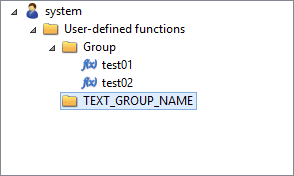 system
User-defined functions
Group
f(x) test01
f(x) test02
TEXT_GROUP_NAME